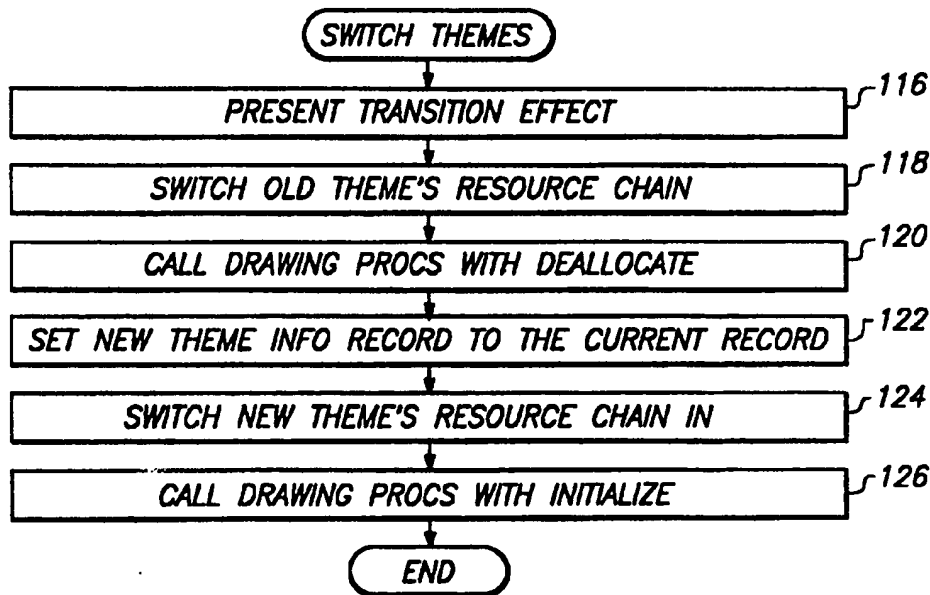 SWITCH THEMES
116
PRESENT TRANSITION EFFECT
118
SWITCH OLD THEME'S RESOURCE CHAIN
120
CALL DRAWING PROCS WITH DEALLOCATE
122
SET NEW THEME INFO RECORD TO THE CURRENT RECORD
124
SWITCH NEW THEME'S RESOURCE CHAIN IN
126
CALL DRAWING PROCS WITH INITIALIZE
END